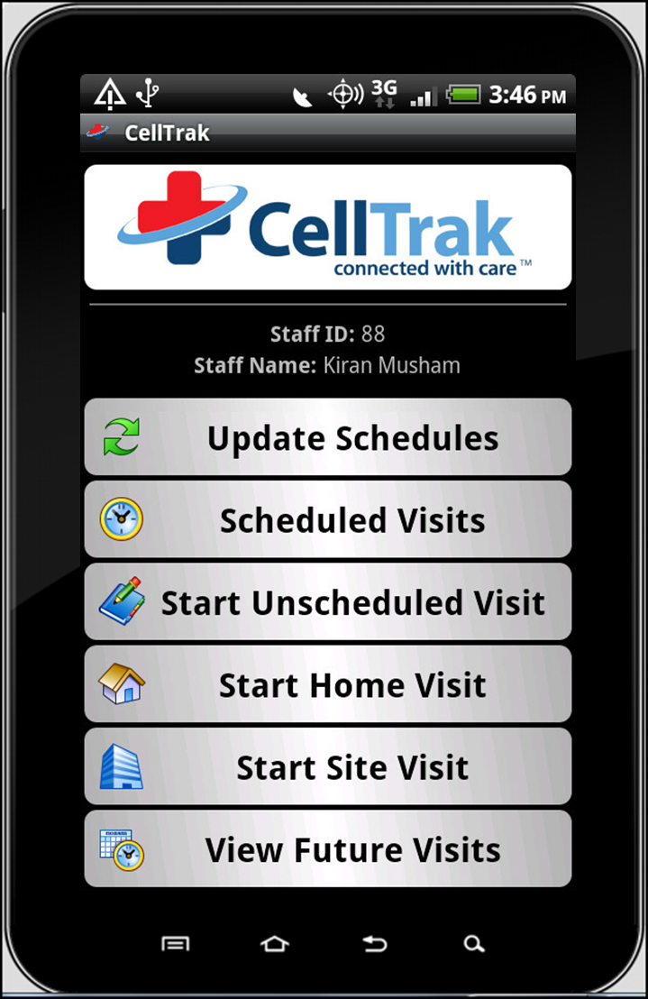 3G 3:46 PM
CellTrak
CellTrak
connected with care™
Staff ID: 88
Staff Name: Kiran Musham
Update Schedules
Scheduled Visits
Start Unscheduled Visit
Start Home Visit
Start Site Visit
View Future Visits